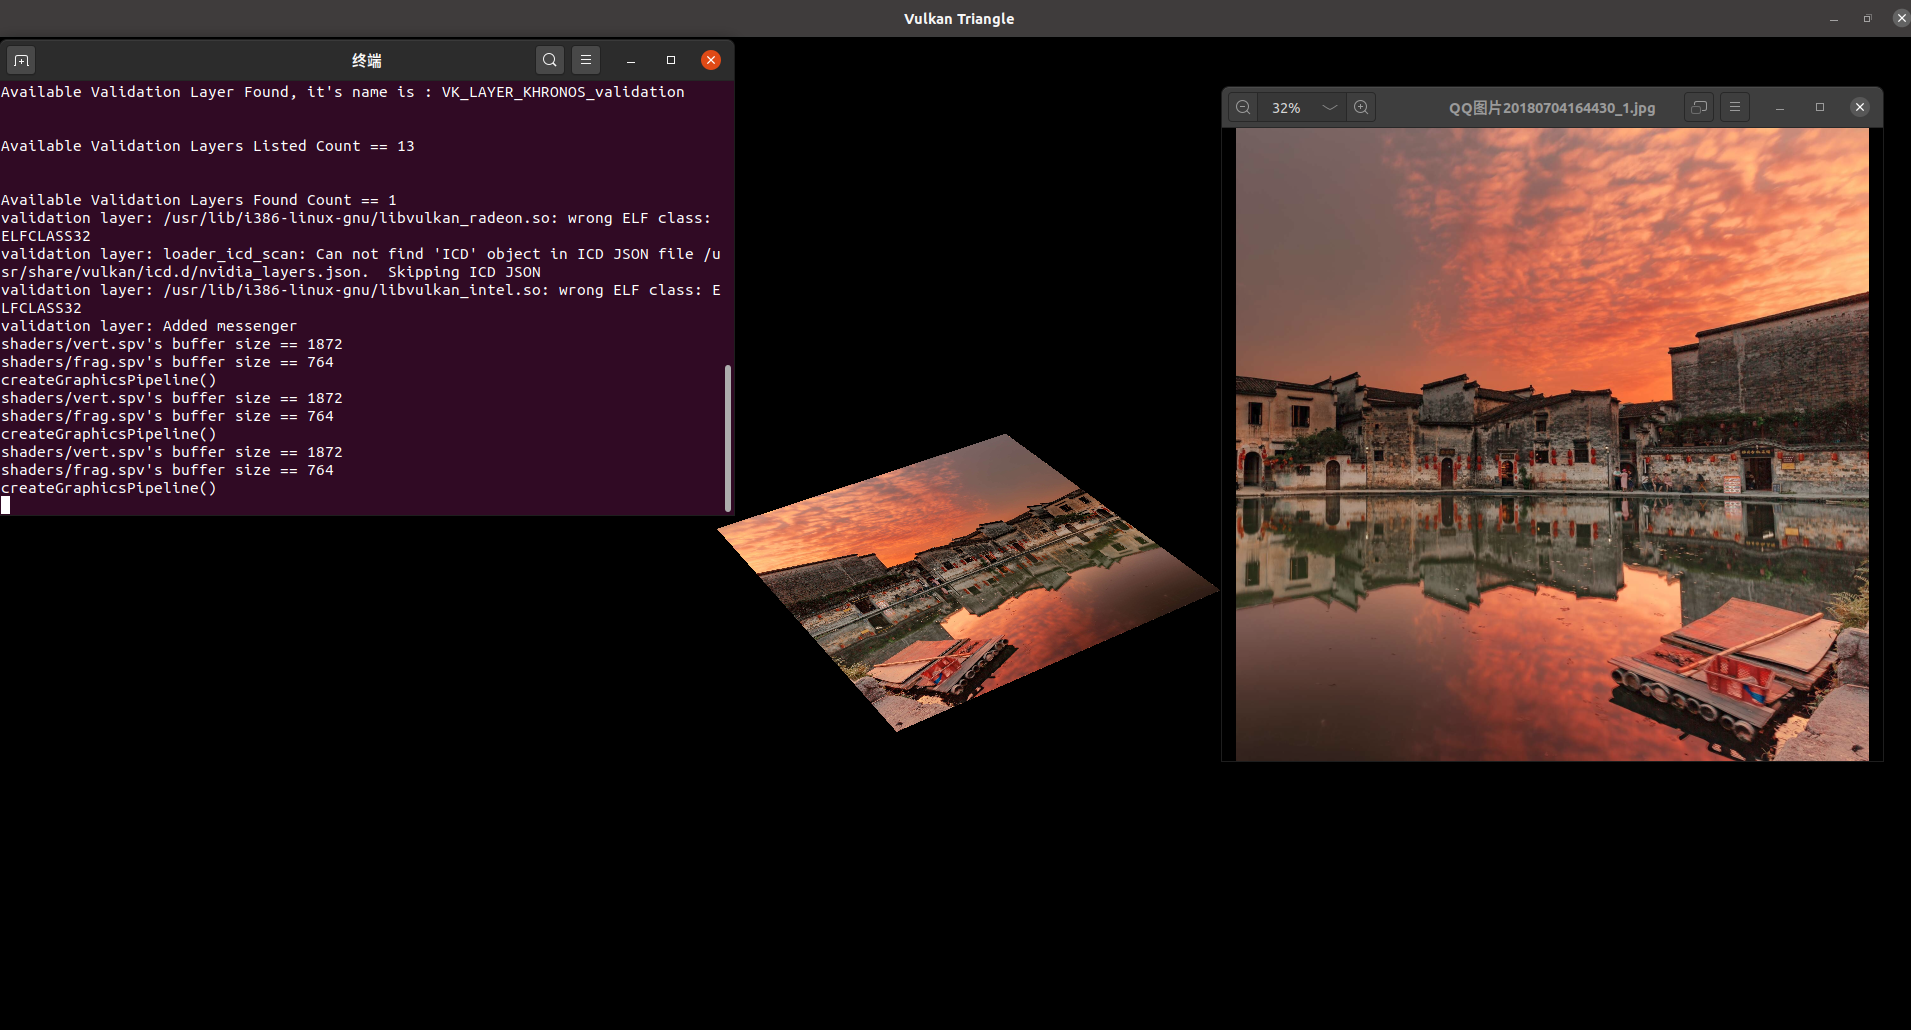 Vulkan Triangle
终端
Available Validation Layer Found, it's name is : VK_LAYER_KHRONOS_validation
Available Validation Layers Listed Count == 13
Available Validation Layers Found Count == 1
validation layer: /usr/lib/i386-linux-gnu/libvulkan_radeon.so: wrong ELF class:
ELFCLASS32
validation layer: loader_icd_scan: Can not find 'ICD' object in ICD JSON file /u
sr/share/vulkan/icd.d/nvidia_layers.json.  Skipping ICD JSON
validation layer: /usr/lib/i386-linux-gnu/libvulkan_intel.so: wrong ELF class: E
LFCLASS32
validation layer: Added messenger
shaders/vert.spv's buffer size == 1872
shaders/frag.spv's buffer size == 764
createGraphicsPipeline()
shaders/vert.spv's buffer size == 1872
shaders/frag.spv's buffer size == 764
createGraphicsPipeline()
shaders/vert.spv's buffer size == 1872
shaders/frag.spv's buffer size == 764
createGraphicsPipeline()
32%
QQ图片20180704164430_1.jpg